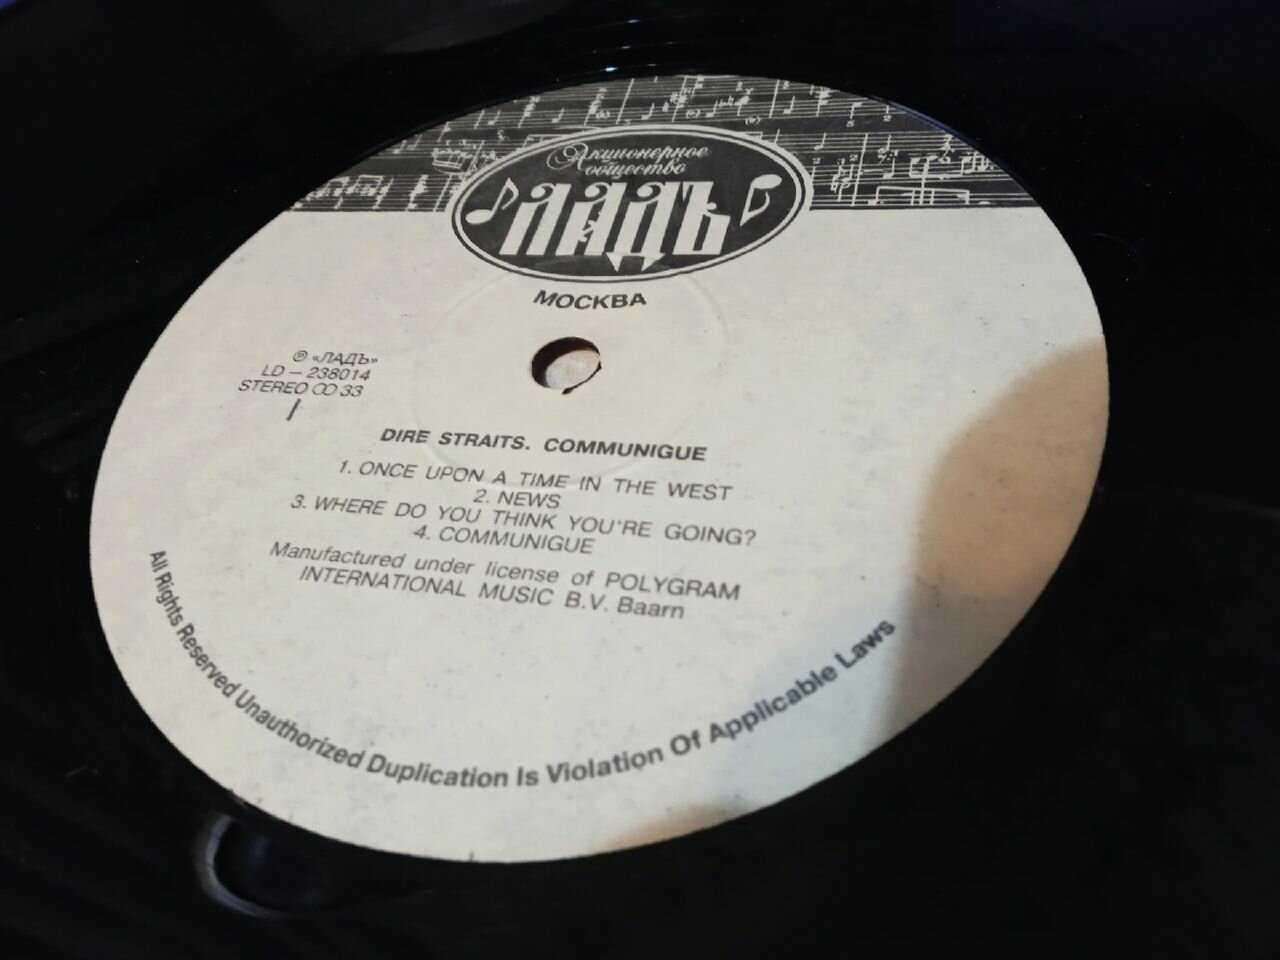 Акционерное
общество
ЛАДЪ
МОСКВА
℗ «ЛАДЪ»
LD – 238014
STEREO ꝏ 33
I
DIRE STRAITS. COMMUNIGUE
1. ONCE UPON A TIME IN THE WEST
2. NEWS
3. WHERE DO YOU THINK YOU'RE GOING?
4. COMMUNIGUE
Manufactured under license of POLYGRAM
INTERNATIONAL MUSIC B.V. Baarn
All Rights Reserved Unauthorized Duplication Is Violation Of Applicable Laws